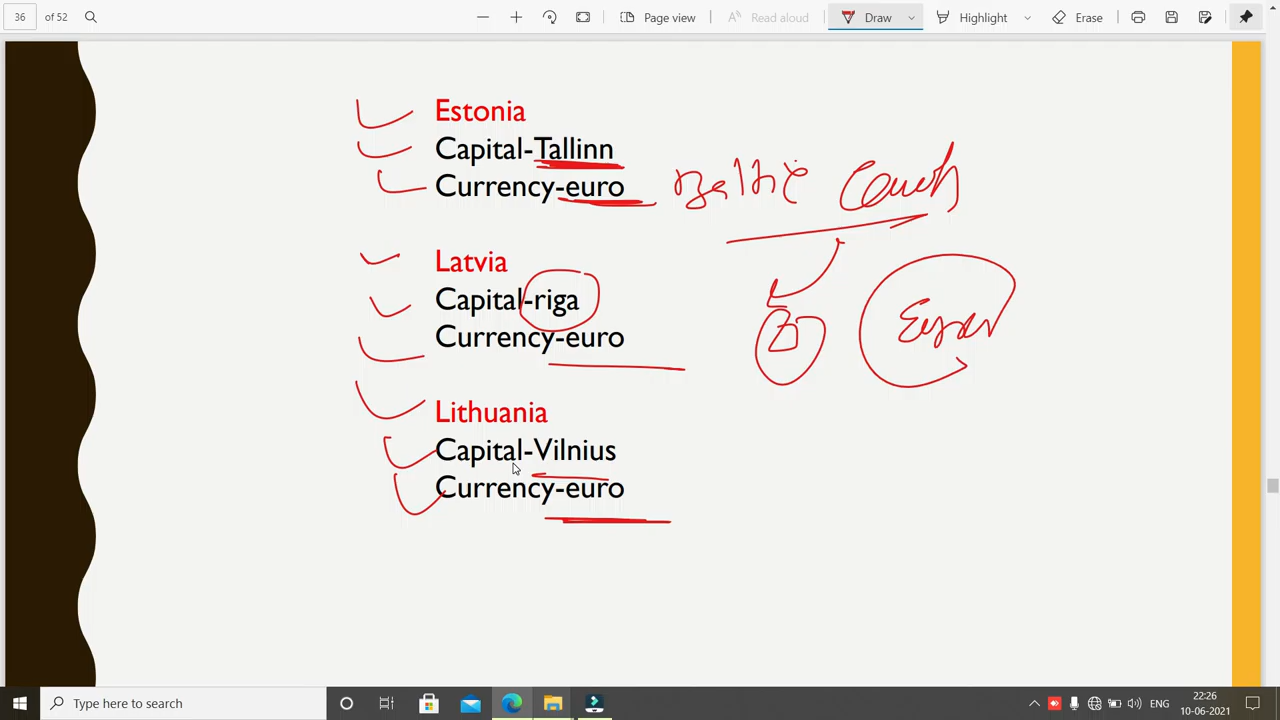 36 of 52 Page view Read aloud Draw Highlight Erase
Estonia
Capital-Tallinn
Currency-euro
Baltic
Latvia
Capital-riga
Currency-euro
Lithuania
Capital-Vilnius
Currency-euro
Type here to search
ENG
22:26
10-06-2021